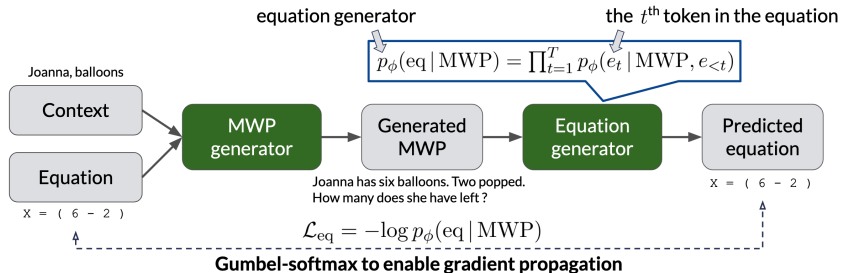 equation generator
the tᵗʰ token in the equation
p_ϕ(eq | MWP) = ∏_{t=1}^{T} p_ϕ(e_t | MWP, e_{<t})
Joanna, balloons
Context
MWP
generator
Generated
MWP
Equation
generator
Predicted
equation
Equation
X = ( 6 - 2 )
Joanna has six balloons. Two popped.
How many does she have left ?
X = ( 6 - 2 )
ℒ_eq = −log p_ϕ(eq | MWP)
Gumbel-softmax to enable gradient propagation